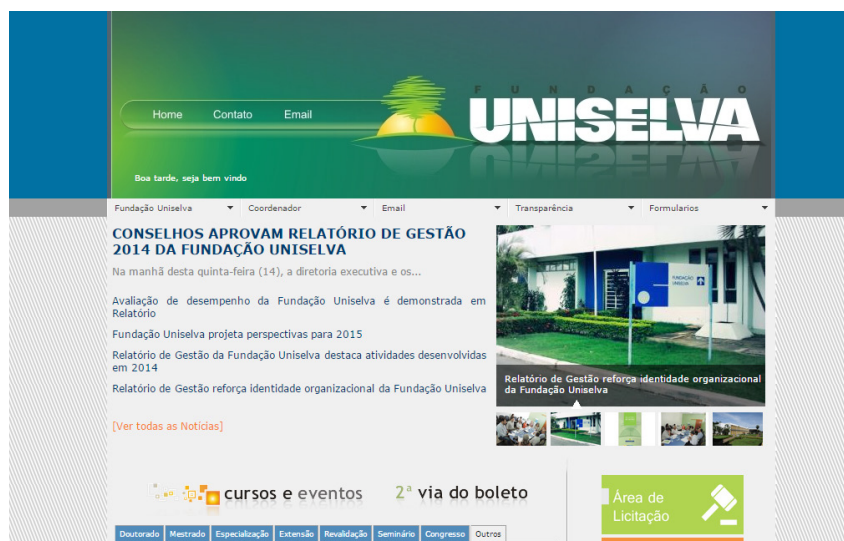 FUNDAÇÃO
UNISELVA
Home Contato Email
Boa tarde, seja bem vindo
Fundação Uniselva Coordenador Email Transparência Formularios
CONSELHOS APROVAM RELATÓRIO DE GESTÃO
2014 DA FUNDAÇÃO UNISELVA
Na manhã desta quinta-feira (14), a diretoria executiva e os...
Avaliação de desempenho da Fundação Uniselva é demonstrada em
Relatório
Fundação Uniselva projeta perspectivas para 2015
Relatório de Gestão da Fundação Uniselva destaca atividades desenvolvidas
em 2014
Relatório de Gestão reforça identidade organizacional da Fundação Uniselva
[Ver todas as Notícias]
FUNDAÇÃO
UNISELVA
Relatório de Gestão reforça identidade organizacional
da Fundação Uniselva
cursos e eventos 2ª via do boleto
Área de
Licitação
Doutorado Mestrado Especialização Extensão Revalidação Seminário Congresso Outros